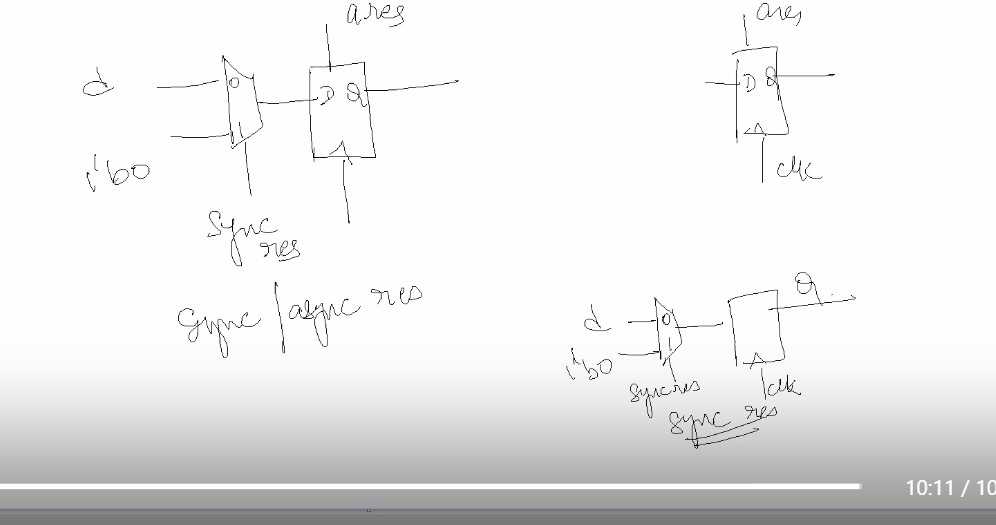 ares
d
0
D Q
1
1'b0
sync
res
sync / async res
ares
D Q
clk
Q
d
0
1
1'b0
syncres
clk
sync res
10:11 / 10